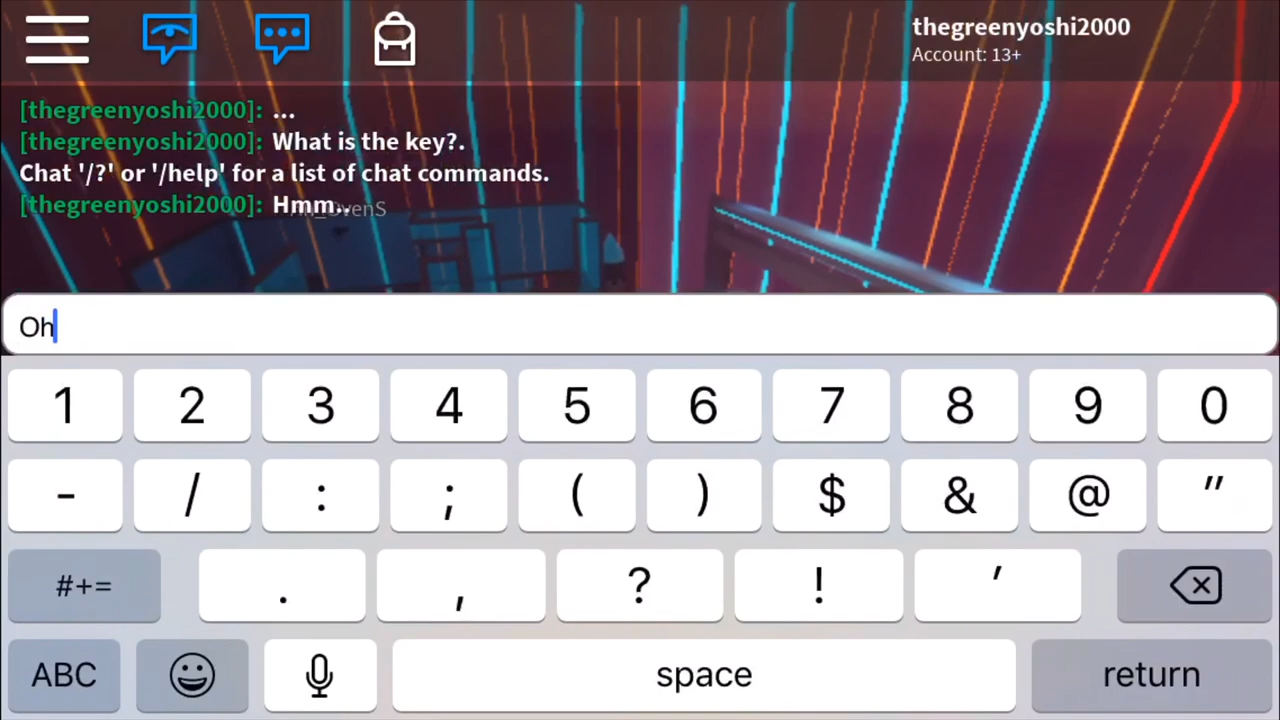 thegreenyoshi2000
Account: 13+
[thegreenyoshi2000]: ...
[thegreenyoshi2000]: What is the key?.
Chat '/?' or '/help' for a list of chat commands.
[thegreenyoshi2000]: Hmm..
Oh
1 2 3 4 5 6 7 8 9 0
- / : ; ( ) $ & @ "
#+= . , ? ! '
ABC space return